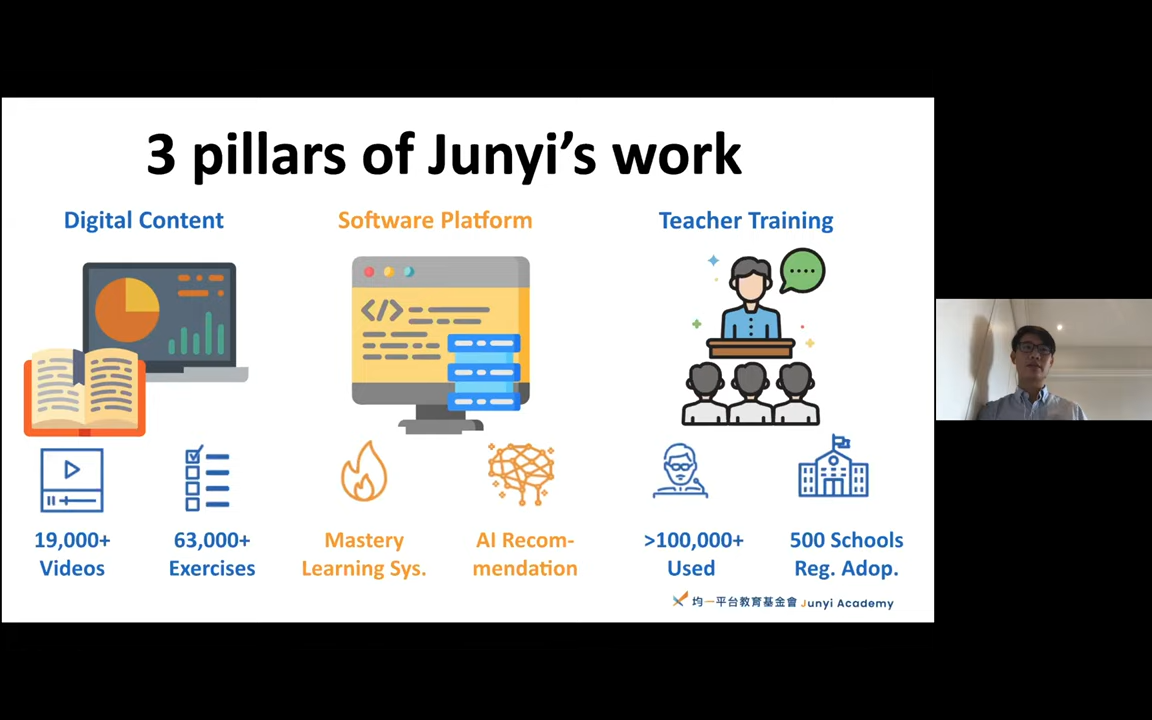 3 pillars of Junyi's work
Digital Content
Software Platform
Teacher Training
</>
19,000+
Videos
63,000+
Exercises
Mastery
Learning Sys.
AI Recom-
mendation
>100,000+
Used
500 Schools
Reg. Adop.
均一平台教育基金會 Junyi Academy